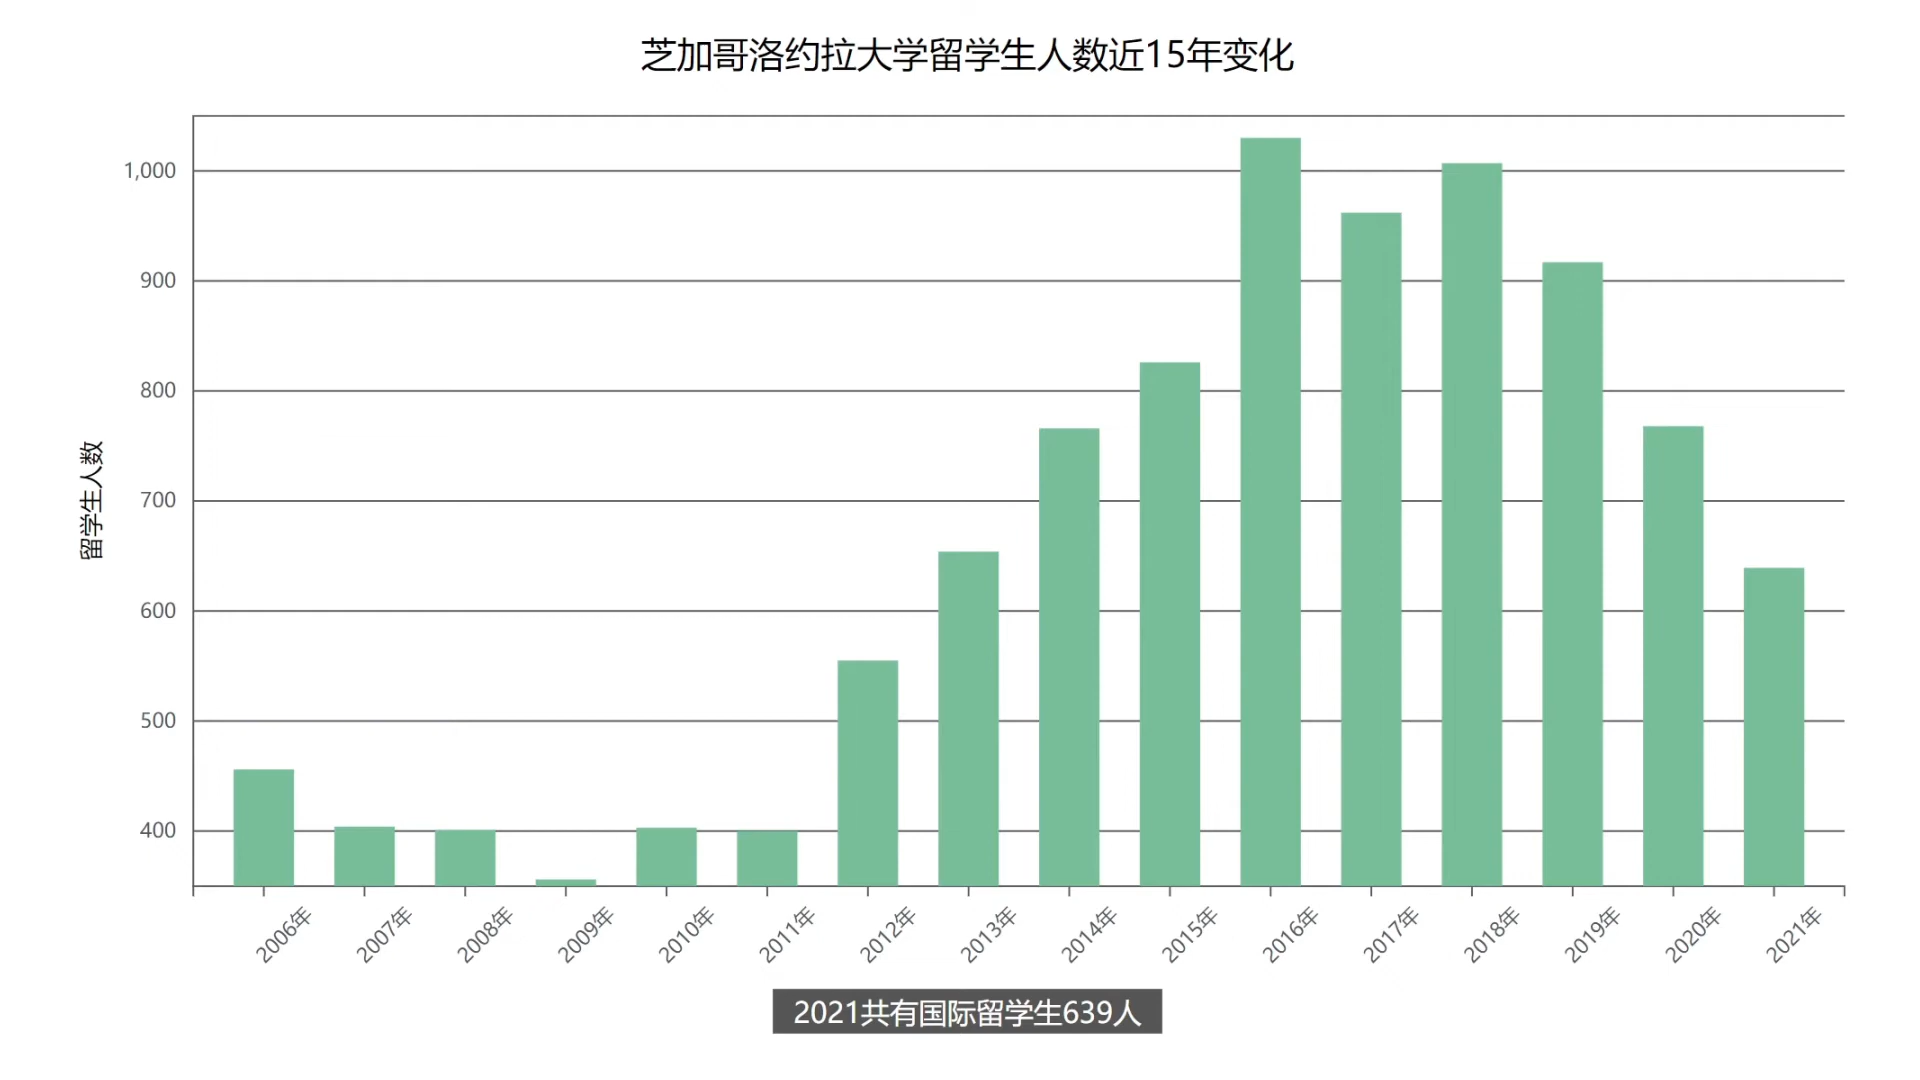 芝加哥洛约拉大学留学生人数近15年变化
留学生人数
1,000
900
800
700
600
500
400
2006年
2007年
2008年
2009年
2010年
2011年
2012年
2013年
2014年
2015年
2016年
2017年
2018年
2019年
2020年
2021年
2021共有国际留学生639人